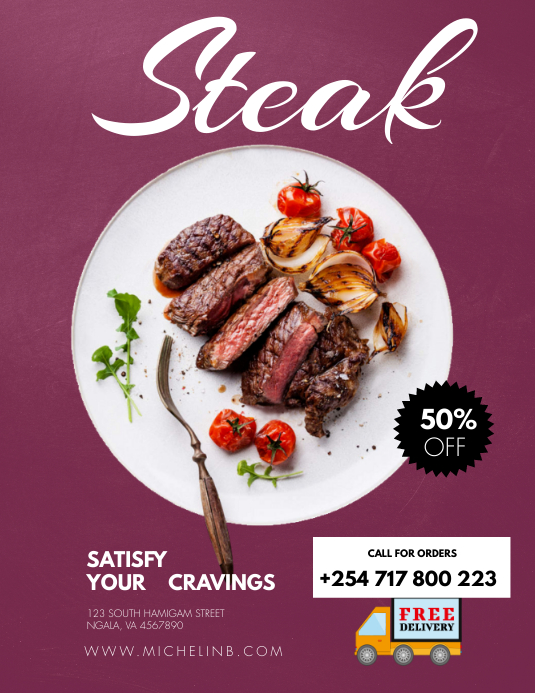 Steak
50%
OFF
SATISFY
YOUR CRAVINGS
CALL FOR ORDERS
+254 717 800 223
123 SOUTH HAMIGAM STREET
NGALA, VA 4567890
FREE
DELIVERY
WWW.MICHELINB.COM